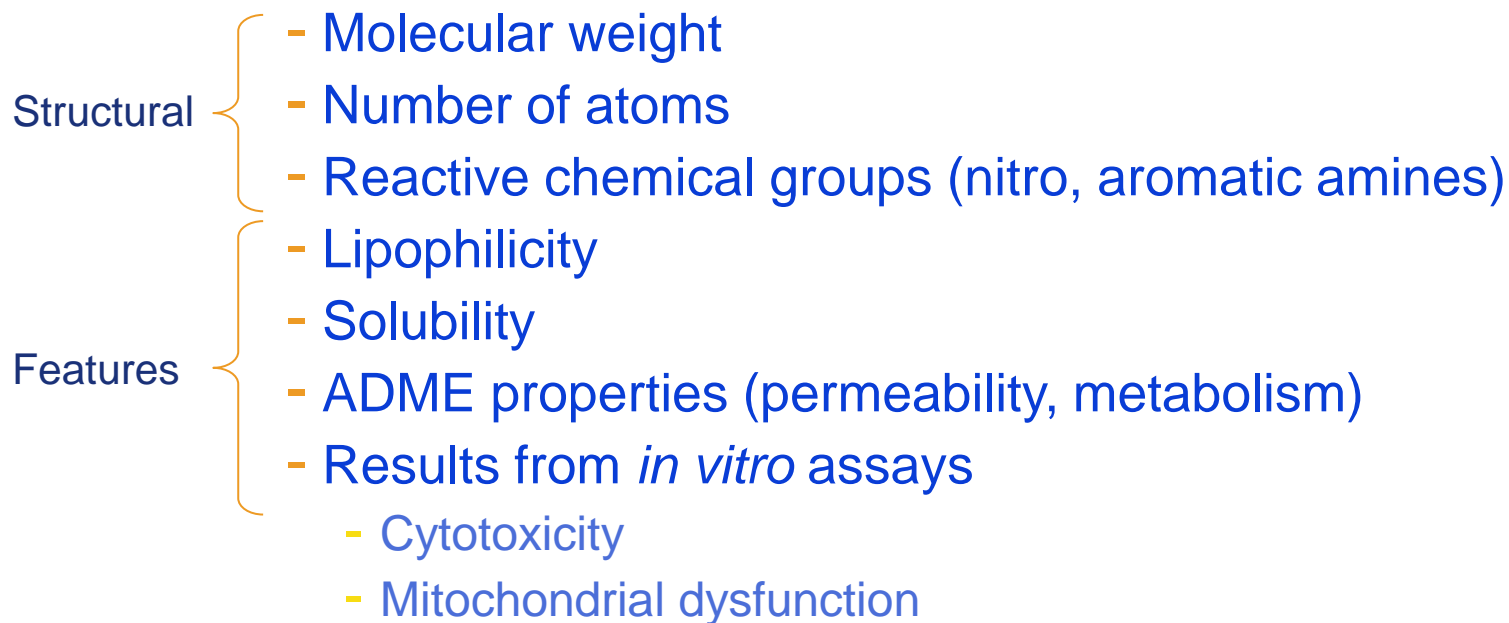 Structural
- Molecular weight
- Number of atoms
- Reactive chemical groups (nitro, aromatic amines)
Features
- Lipophilicity
- Solubility
- ADME properties (permeability, metabolism)
- Results from in vitro assays
- Cytotoxicity
- Mitochondrial dysfunction